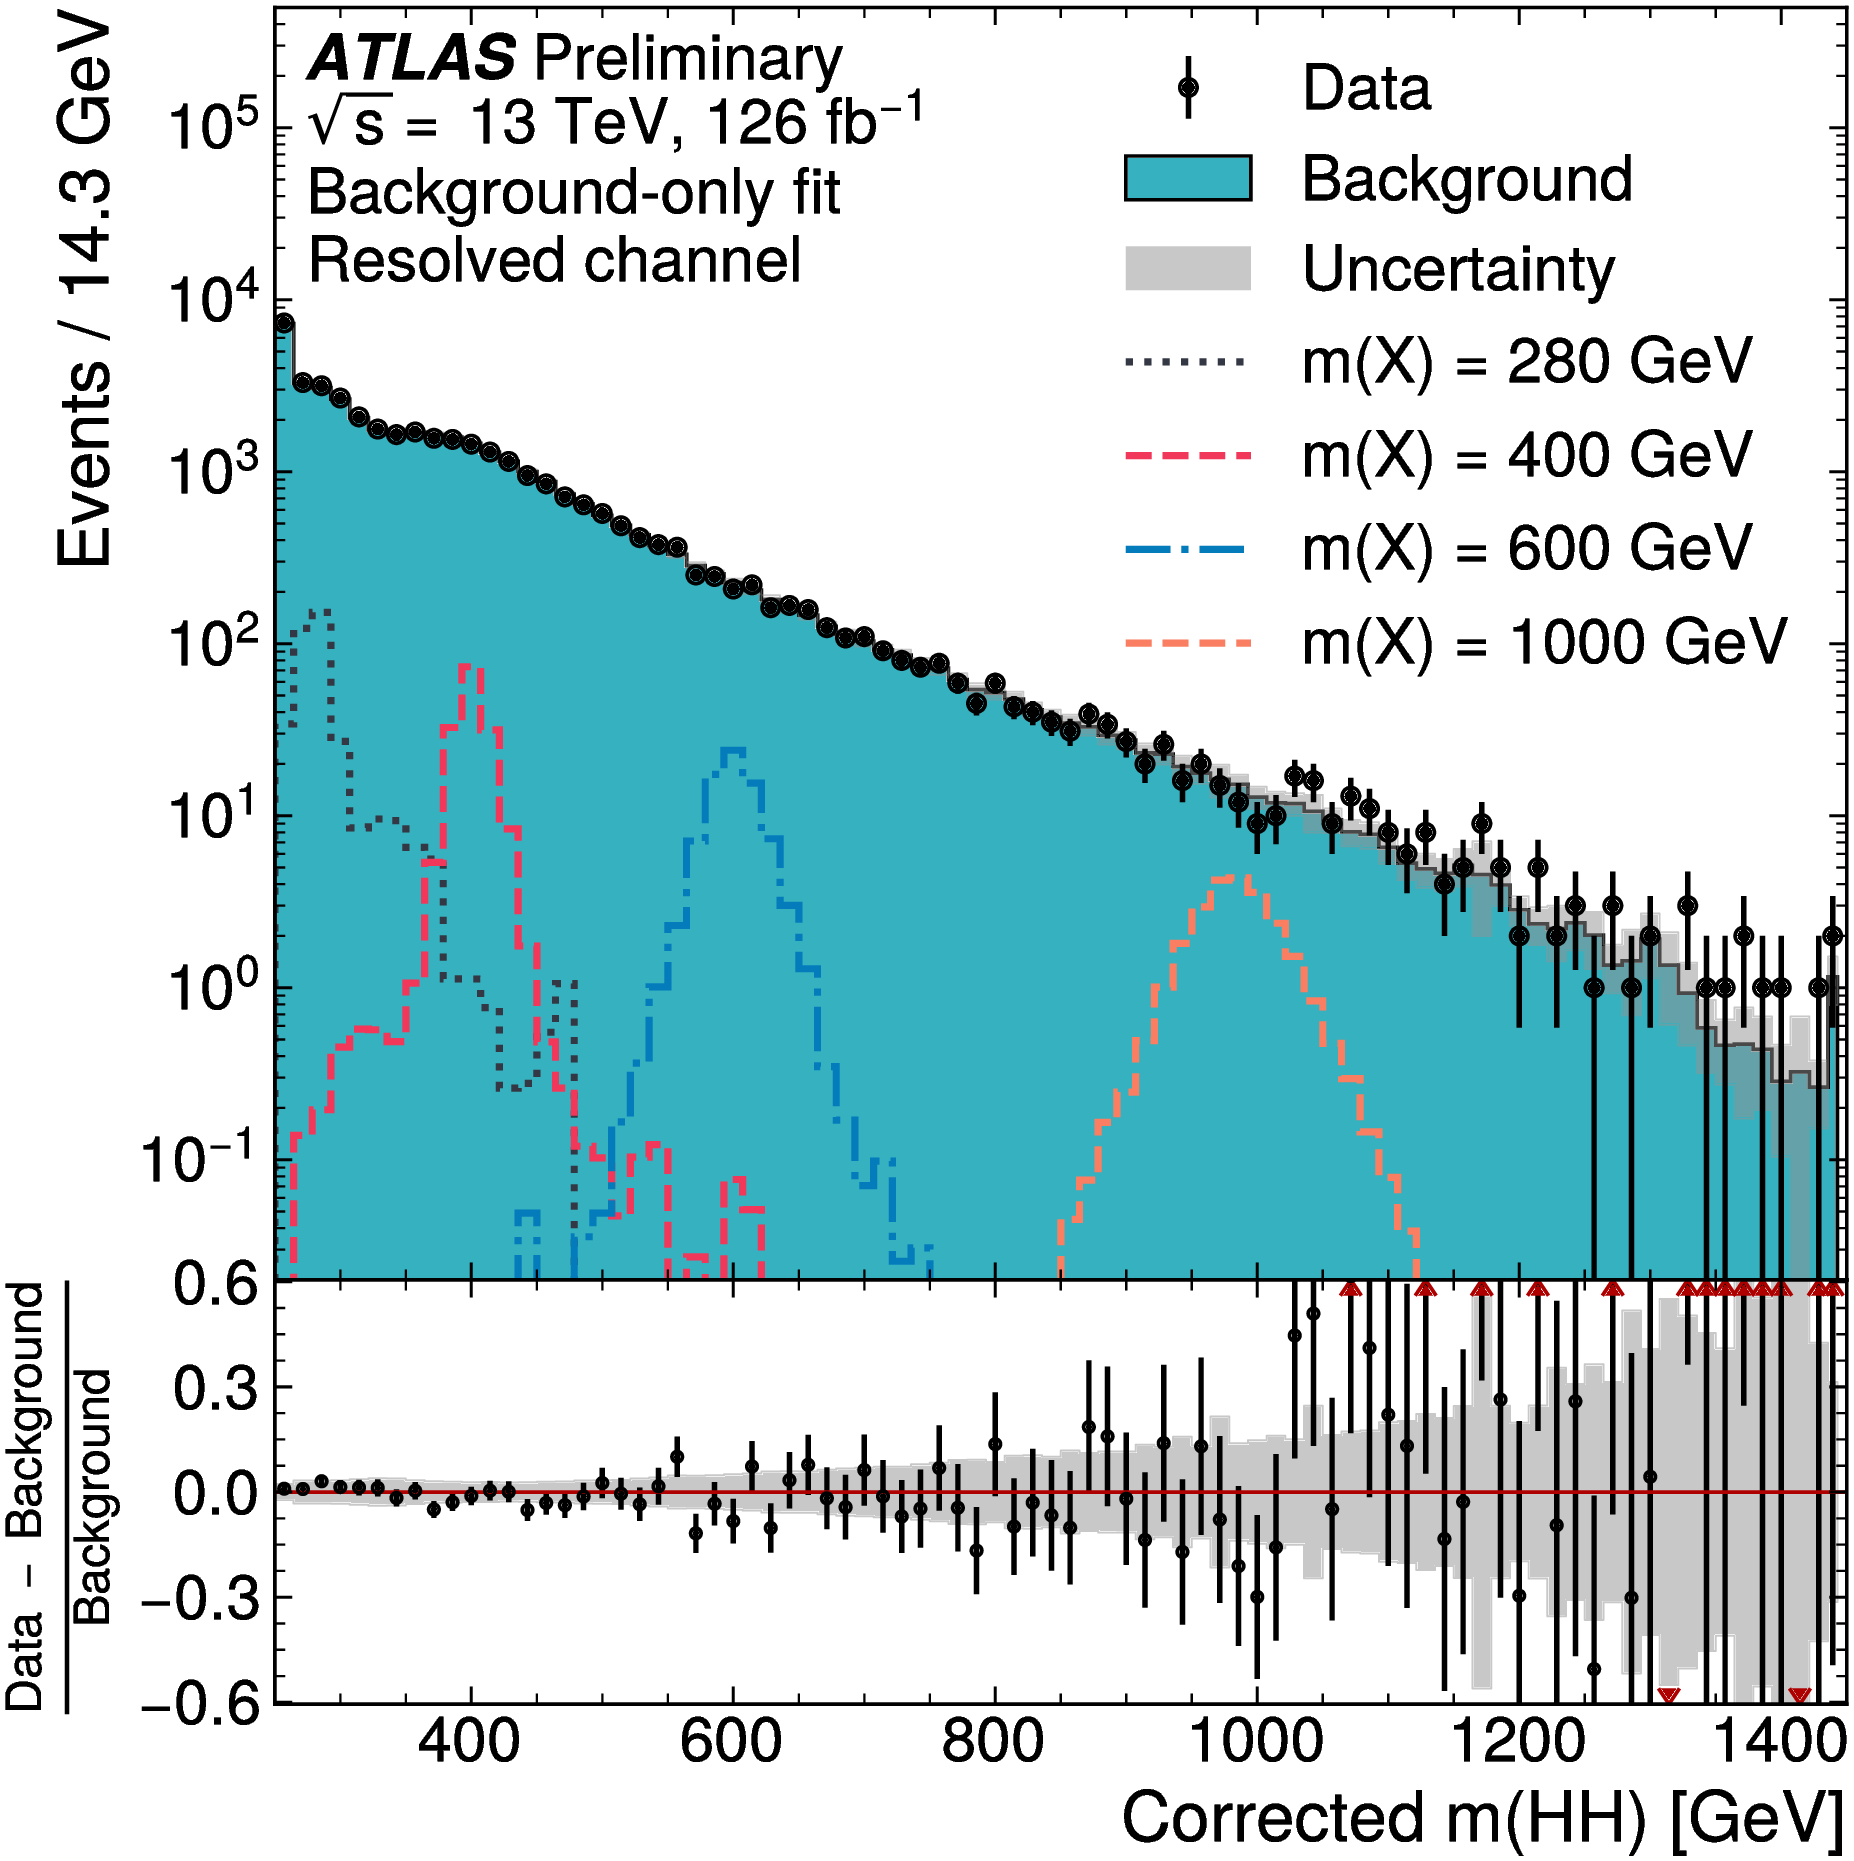 ATLAS Preliminary
√s = 13 TeV, 126 fb⁻¹
Background-only fit
Resolved channel
Data
Background
Uncertainty
m(X) = 280 GeV
m(X) = 400 GeV
m(X) = 600 GeV
m(X) = 1000 GeV
Events / 14.3 GeV
10⁵
10⁴
10³
10²
10¹
10⁰
10⁻¹
0.6
0.3
0.0
−0.3
−0.6
Data − Background
Background
400
600
800
1000
1200
1400
Corrected m(HH) [GeV]